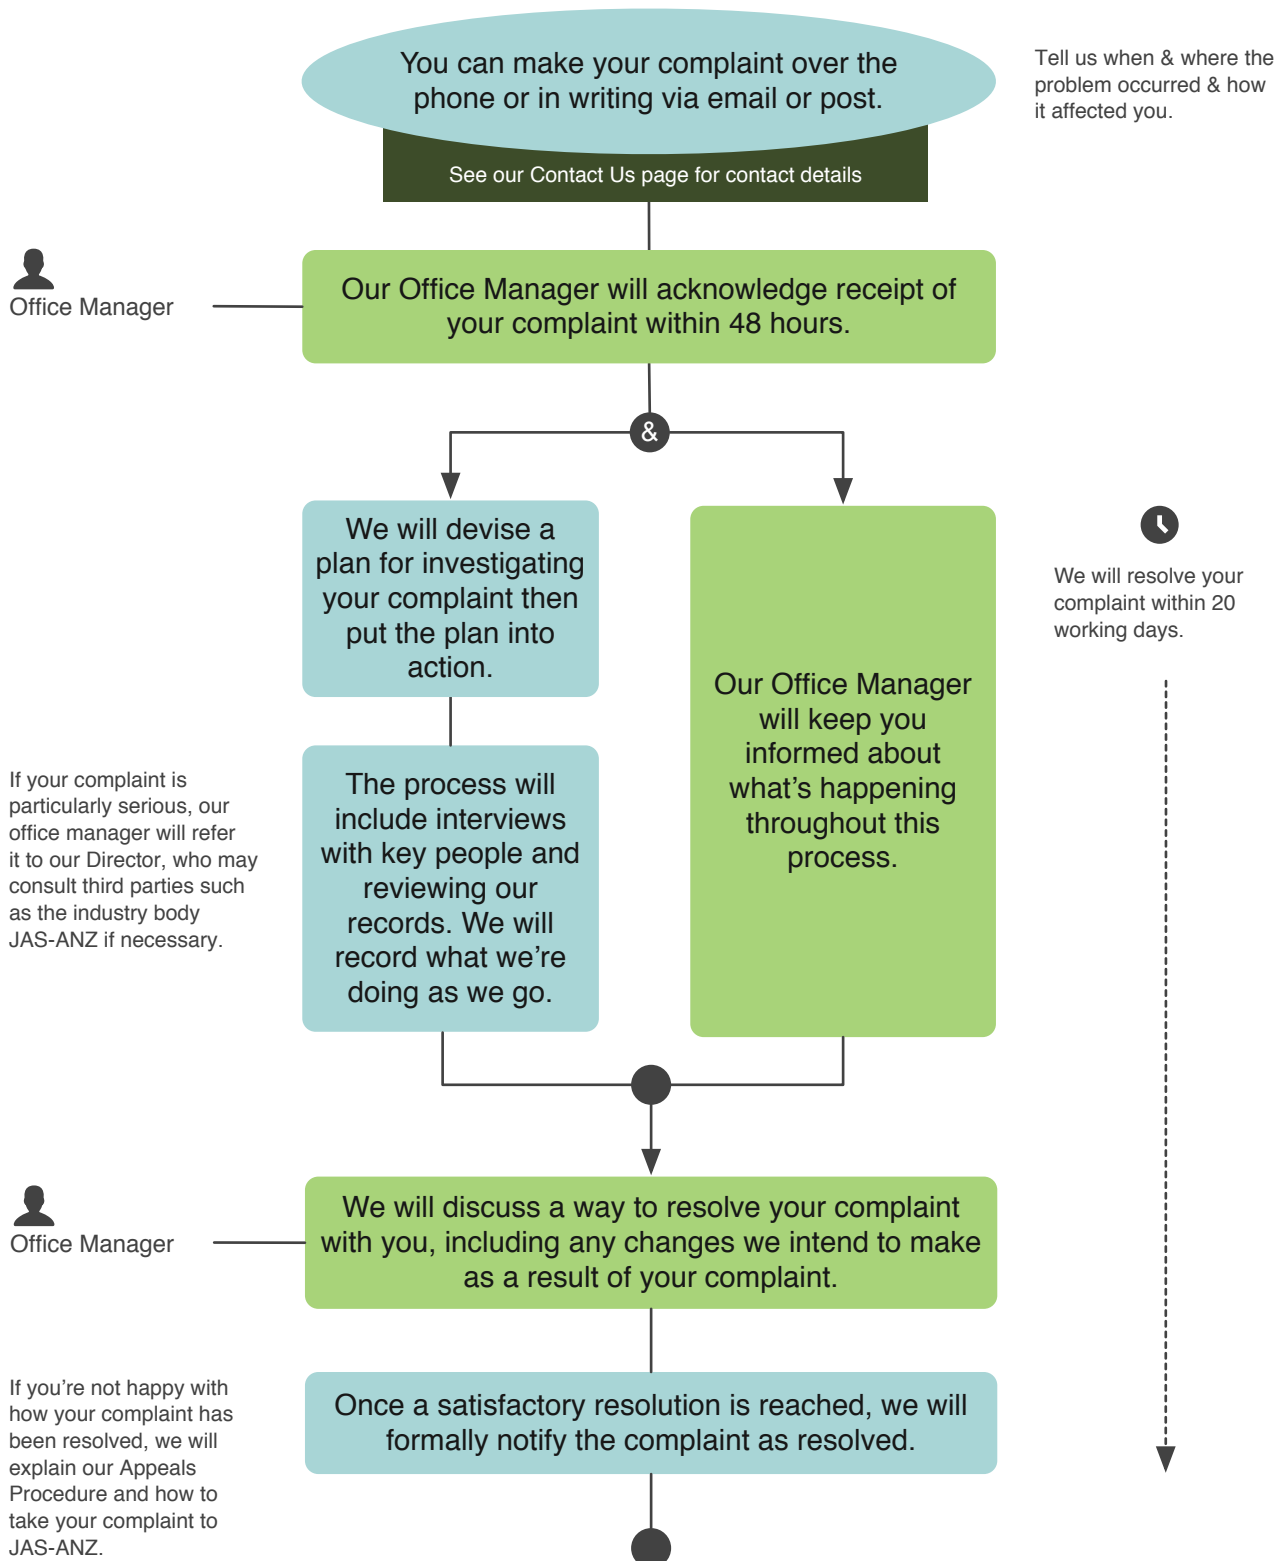 You can make your complaint over the
phone or in writing via email or post.
Tell us when & where the
problem occurred & how
it affected you.
See our Contact Us page for contact details
Office Manager
Our Office Manager will acknowledge receipt of
your complaint within 48 hours.
&
We will devise a
plan for investigating
your complaint then
put the plan into
action.
We will resolve your
complaint within 20
working days.
Our Office Manager
will keep you
informed about
what's happening
throughout this
process.
If your complaint is
particularly serious, our
office manager will refer
it to our Director, who may
consult third parties such
as the industry body
JAS-ANZ if necessary.
The process will
include interviews
with key people and
reviewing our
records. We will
record what we're
doing as we go.
Office Manager
We will discuss a way to resolve your complaint
with you, including any changes we intend to make
as a result of your complaint.
If you're not happy with
how your complaint has
been resolved, we will
explain our Appeals
Procedure and how to
take your complaint to
JAS-ANZ.
Once a satisfactory resolution is reached, we will
formally notify the complaint as resolved.